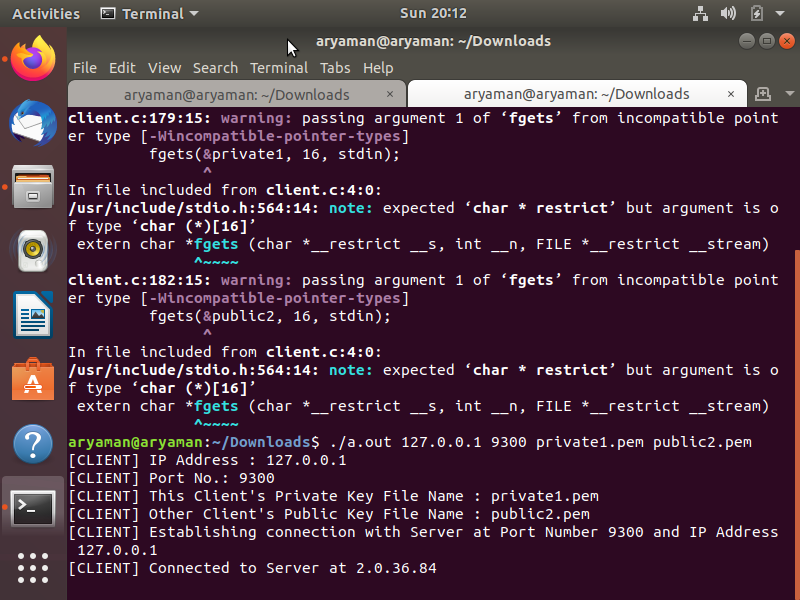 Activities Terminal Sun 20:12
aryaman@aryaman: ~/Downloads
File Edit View Search Terminal Tabs Help
aryaman@aryaman: ~/Downloads × aryaman@aryaman: ~/Downloads ×
client.c:179:15: warning: passing argument 1 of ‘fgets’ from incompatible point
er type [-Wincompatible-pointer-types]
fgets(&private1, 16, stdin);
^
In file included from client.c:4:0:
/usr/include/stdio.h:564:14: note: expected ‘char * restrict’ but argument is o
f type ‘char (*)[16]’
extern char *fgets (char *__restrict __s, int __n, FILE *__restrict __stream)
^~~~~
client.c:182:15: warning: passing argument 1 of ‘fgets’ from incompatible point
er type [-Wincompatible-pointer-types]
fgets(&public2, 16, stdin);
^
In file included from client.c:4:0:
/usr/include/stdio.h:564:14: note: expected ‘char * restrict’ but argument is o
f type ‘char (*)[16]’
extern char *fgets (char *__restrict __s, int __n, FILE *__restrict __stream)
^~~~~
aryaman@aryaman:~/Downloads$ ./a.out 127.0.0.1 9300 private1.pem public2.pem
[CLIENT] IP Address : 127.0.0.1
[CLIENT] Port No.: 9300
[CLIENT] This Client's Private Key File Name : private1.pem
[CLIENT] Other Client's Public Key File Name : public2.pem
[CLIENT] Establishing connection with Server at Port Number 9300 and IP Address
127.0.0.1
[CLIENT] Connected to Server at 2.0.36.84